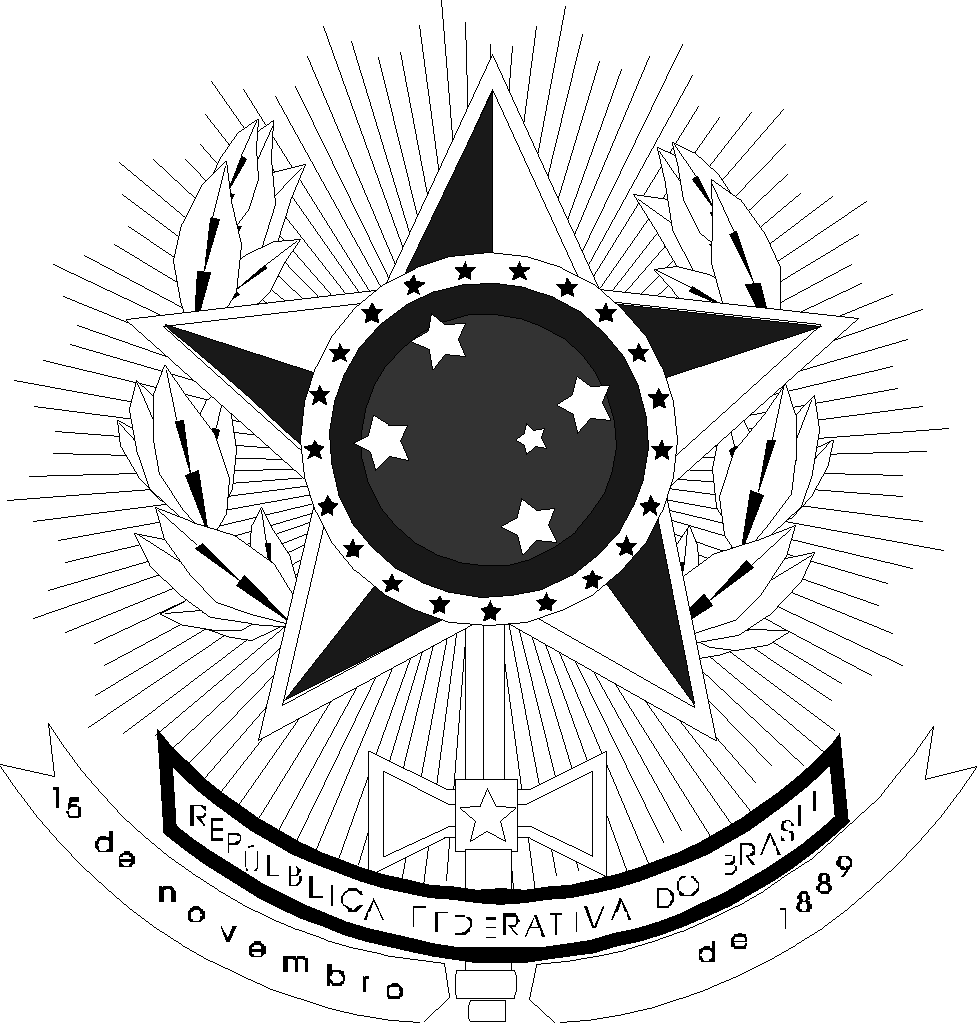 REPÚBLICA FEDERATIVA DO BRASIL
15 de novembro de 1889